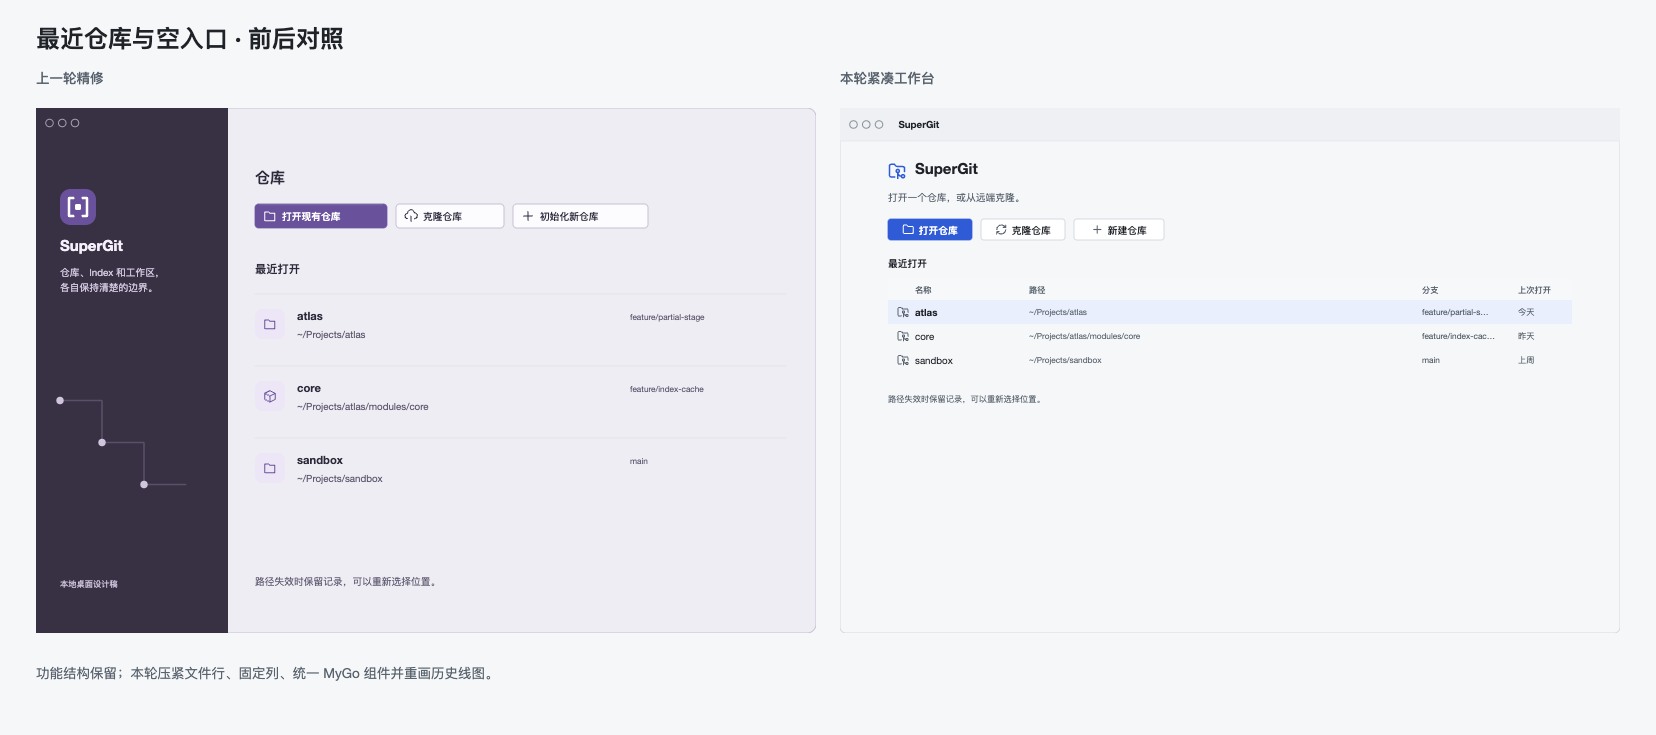 最近仓库与空入口 · 前后对照
上一轮精修
SuperGit
仓库、Index 和工作区，
各自保持清楚的边界。
本地桌面设计稿
仓库
打开现有仓库
克隆仓库
初始化新仓库
最近打开
atlas
~/Projects/atlas
feature/partial-stage
core
~/Projects/atlas/modules/core
feature/index-cache
sandbox
~/Projects/sandbox
main
路径失效时保留记录，可以重新选择位置。
本轮紧凑工作台
SuperGit
SuperGit
打开一个仓库，或从远端克隆。
打开仓库
克隆仓库
新建仓库
最近打开
名称 路径 分支 上次打开
atlas ~/Projects/atlas feature/partial-s... 今天
core ~/Projects/atlas/modules/core feature/index-cac... 昨天
sandbox ~/Projects/sandbox main 上周
路径失效时保留记录，可以重新选择位置。
功能结构保留；本轮压紧文件行、固定列、统一 MyGo 组件并重画历史线图。